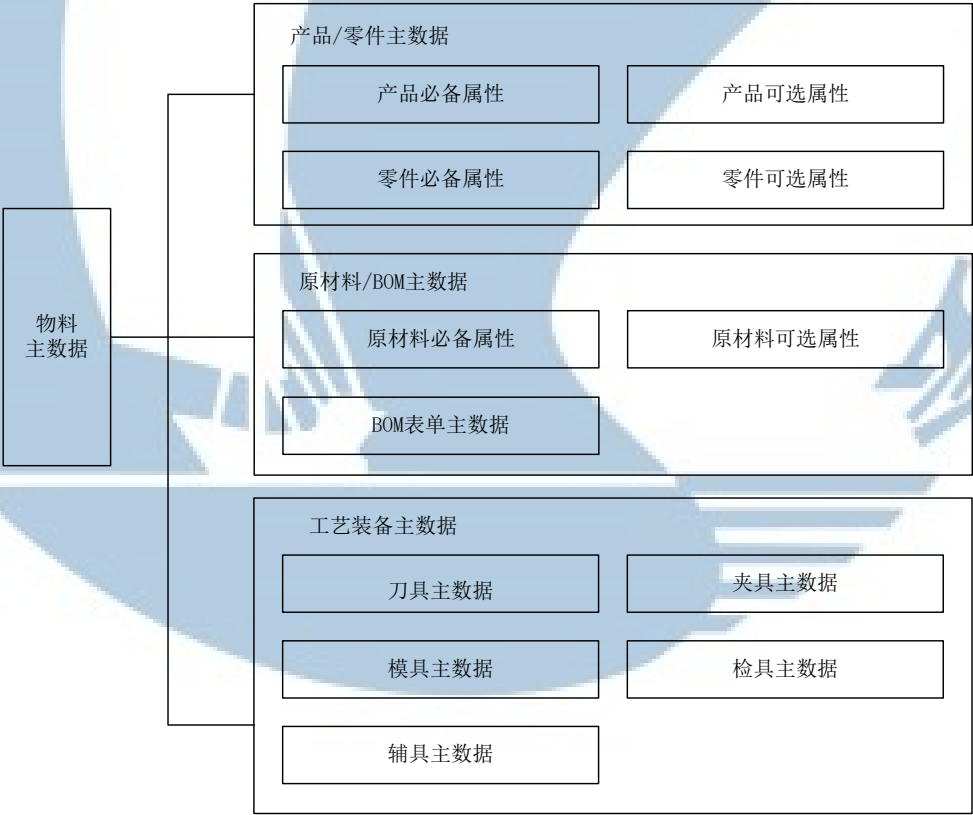 产品/零件主数据
产品必备属性
产品可选属性
零件必备属性
零件可选属性
物料
主数据
原材料/BOM主数据
原材料必备属性
原材料可选属性
BOM表单主数据
工艺装备主数据
刀具主数据
夹具主数据
模具主数据
检具主数据
辅具主数据